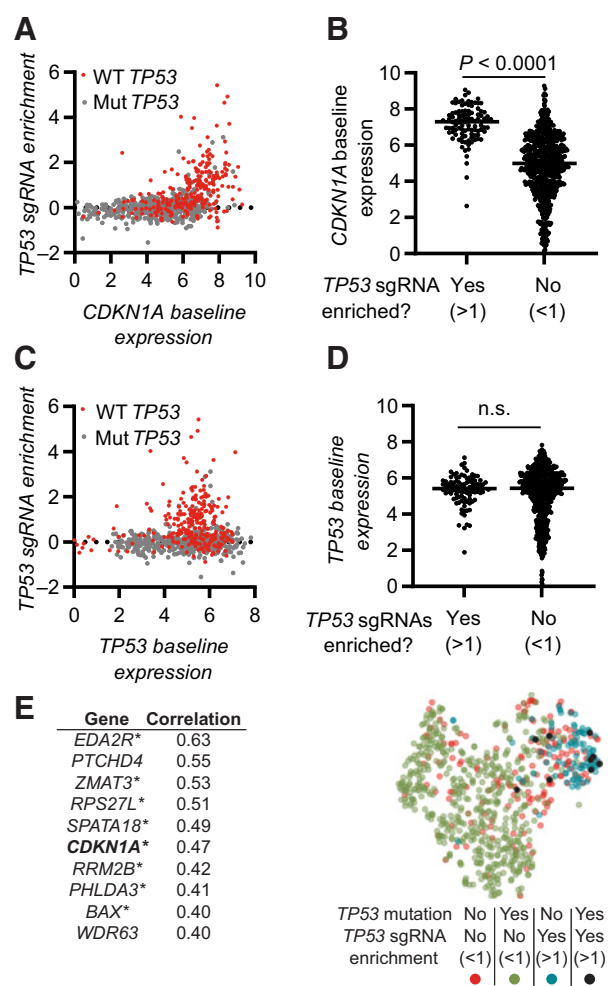 A
TP53 sgRNA enrichment
6
4
2
0
−2
WT TP53
Mut TP53
0 2 4 6 8 10
CDKN1A baseline
expression
B
P < 0.0001
CDKN1A baseline
expression
10
8
6
4
2
0
TP53 sgRNA Yes No
enriched? (>1) (<1)
C
TP53 sgRNA enrichment
6
4
2
0
−2
WT TP53
Mut TP53
0 2 4 6 8
TP53 baseline
expression
D
n.s.
TP53 baseline
expression
10
8
6
4
2
0
TP53 sgRNAs Yes No
enriched? (>1) (<1)
E
Gene Correlation
EDA2R* 0.63
PTCHD4 0.55
ZMAT3* 0.53
RPS27L* 0.51
SPATA18* 0.49
CDKN1A* 0.47
RRM2B* 0.42
PHLDA3* 0.41
BAX* 0.40
WDR63 0.40
TP53 mutation No Yes No Yes
TP53 sgRNA No No Yes Yes
enrichment (<1) (<1) (>1) (>1)